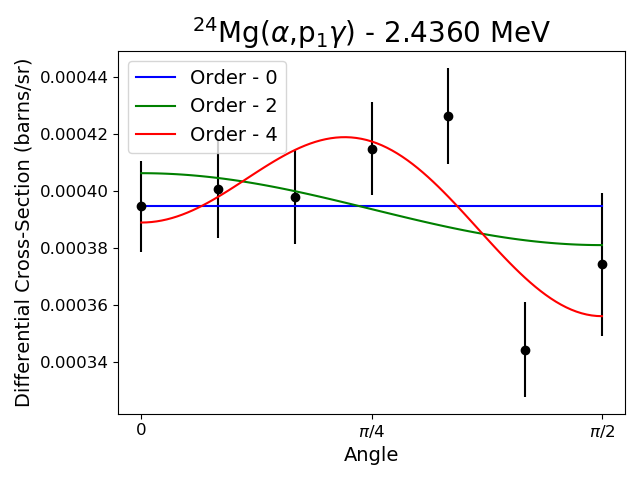 ²⁴Mg(α,p₁γ) - 2.4360 MeV
Order - 0
Order - 2
Order - 4
Differential Cross-Section (barns/sr)
0.00044
0.00042
0.00040
0.00038
0.00036
0.00034
0
π/4
π/2
Angle